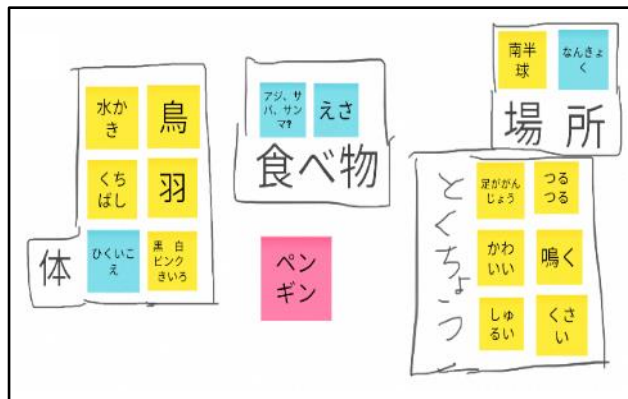 水か
き
鳥
くち
ばし
羽
体
ひくいこ
え
黒 白
ピンク
きいろ
アジ、サ
バ、サン
マ?
えさ
食べ物
ペン
ギン
南半
球
なんきょ
く
場所
とくちょう
足ががん
じょう
つる
つる
かわ
いい
鳴く
しゅ
るい
くさ
い